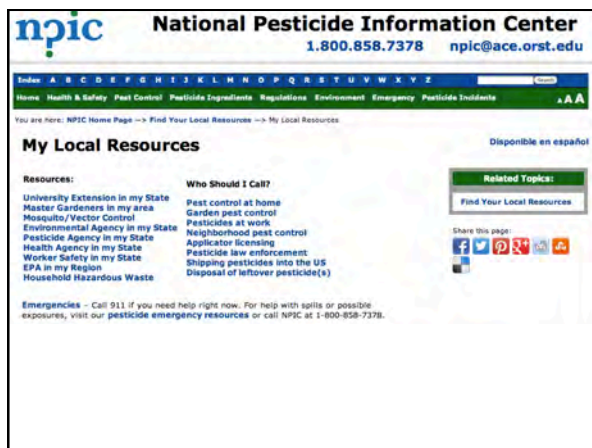 npic
National Pesticide Information Center
1.800.858.7378 npic@ace.orst.edu
Index A B C D E F G H I J K L M N O P Q R S T U V W X Y Z Search
Home Health & Safety Pest Control Pesticide Ingredients Regulations Environment Emergency Pesticide Incidents AAA
You are here: NPIC Home Page —> Find Your Local Resources —> My Local Resources
My Local Resources
Disponible en español
Resources:
University Extension in my State
Master Gardeners in my area
Mosquito/Vector Control
Environmental Agency in my State
Pesticide Agency in my State
Health Agency in my State
Worker Safety in my State
EPA in my Region
Household Hazardous Waste
Who Should I Call?
Pest control at home
Garden pest control
Pesticides at work
Neighborhood pest control
Applicator licensing
Pesticide law enforcement
Shipping pesticides into the US
Disposal of leftover pesticide(s)
Related Topics:
Find Your Local Resources
Share this page:
Emergencies – Call 911 if you need help right now. For help with spills or possible
exposures, visit our pesticide emergency resources or call NPIC at 1-800-858-7378.